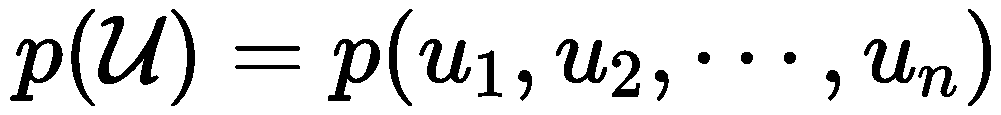 p(𝒰) = p(u₁, u₂, ⋯ , uₙ)